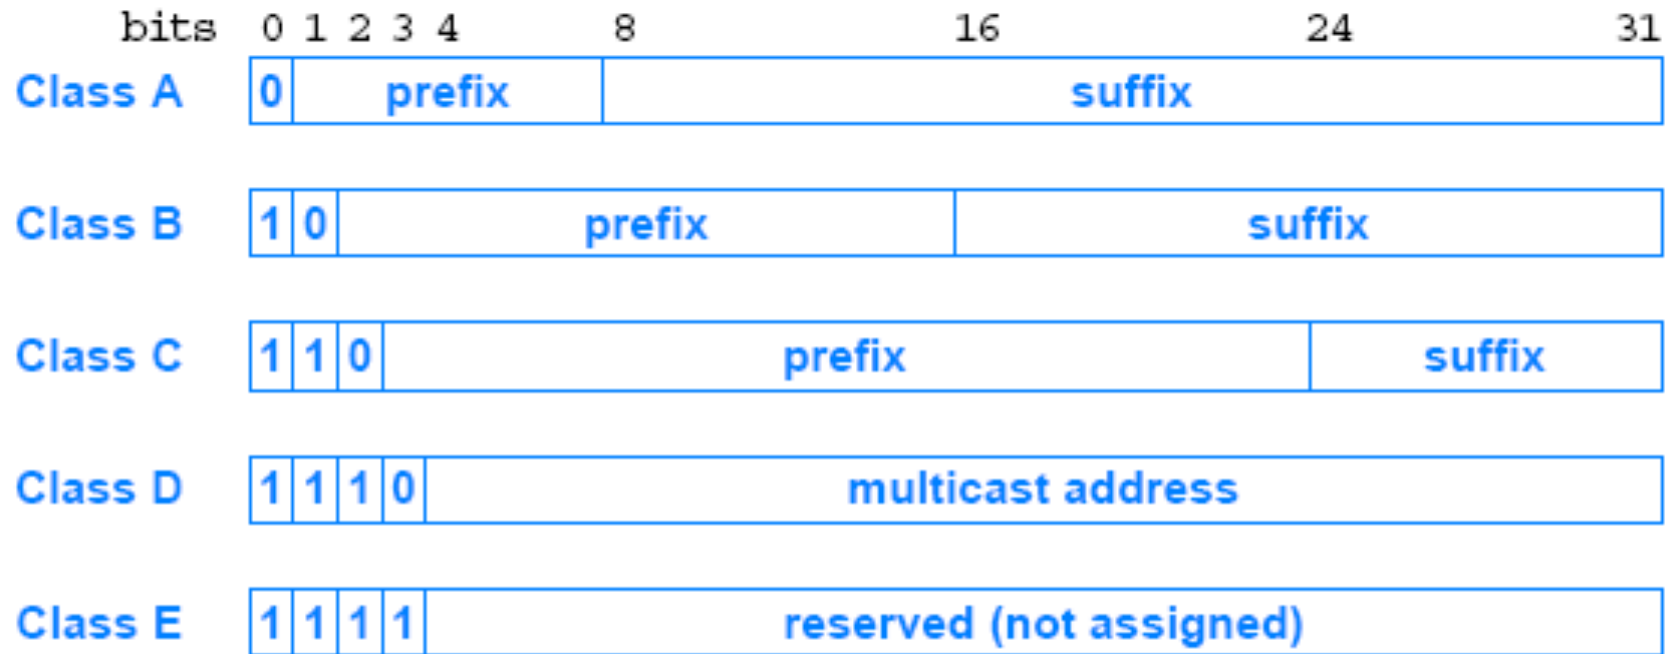 bits 0 1 2 3 4 8 16 24 31
Class A 0 prefix suffix
Class B 1 0 prefix suffix
Class C 1 1 0 prefix suffix
Class D 1 1 1 0 multicast address
Class E 1 1 1 1 reserved (not assigned)